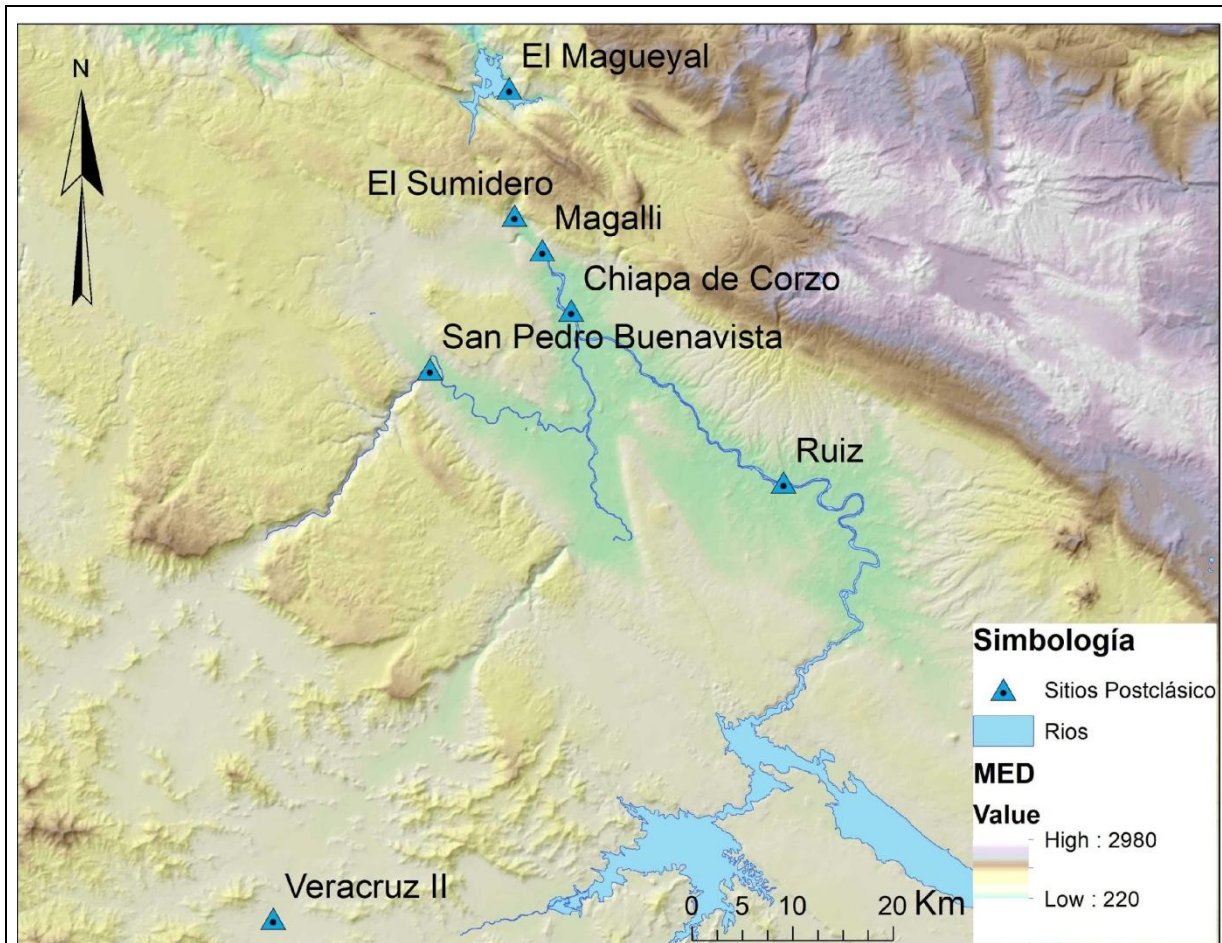 N
El Magueyal
El Sumidero
Magalli
Chiapa de Corzo
San Pedro Buenavista
Ruiz
Veracruz II
Simbología
Sitios Postclásico
Rios
MED
Value
High : 2980
Low : 220
0 5 10 20 Km